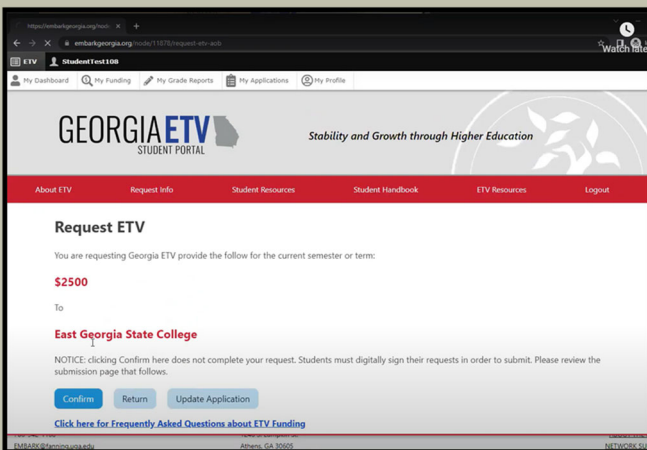 https://embarkgeorgia.org/node
embarkgeorgia.org/node/11878/request-etv-aob
Watch late
ETV StudentTest108
My Dashboard My Funding My Grade Reports My Applications My Profile
GEORGIA ETV
STUDENT PORTAL
Stability and Growth through Higher Education
About ETV Request Info Student Resources Student Handbook ETV Resources Logout
Request ETV
You are requesting Georgia ETV provide the follow for the current semester or term:
$2500
To
East Georgia State College
NOTICE: clicking Confirm here does not complete your request. Students must digitally sign their requests in order to submit. Please review the
submission page that follows.
Confirm Return Update Application
Click here for Frequently Asked Questions about ETV Funding
EMBARK@fanning.uga.edu Athens, GA 30605 NETWORK SU